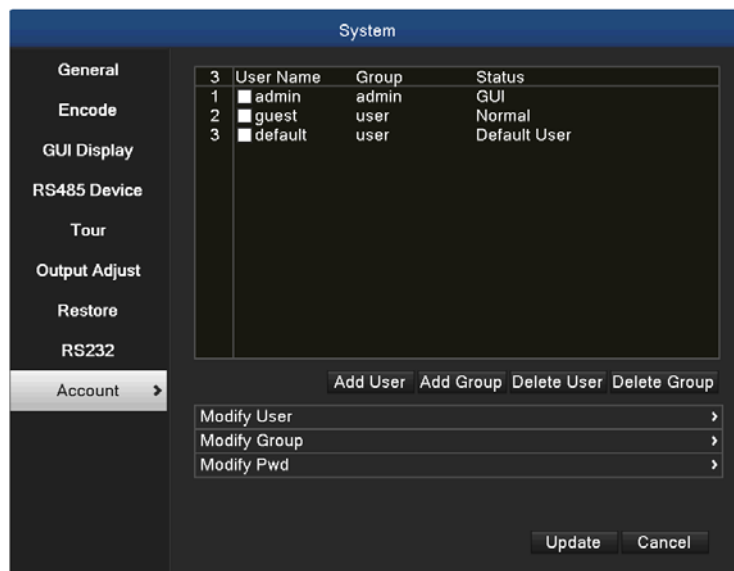 System
General
Encode
GUI Display
RS485 Device
Tour
Output Adjust
Restore
RS232
Account >
3 User Name Group Status
1 admin admin GUI
2 guest user Normal
3 default user Default User
Add User Add Group Delete User Delete Group
Modify User >
Modify Group >
Modify Pwd >
Update Cancel